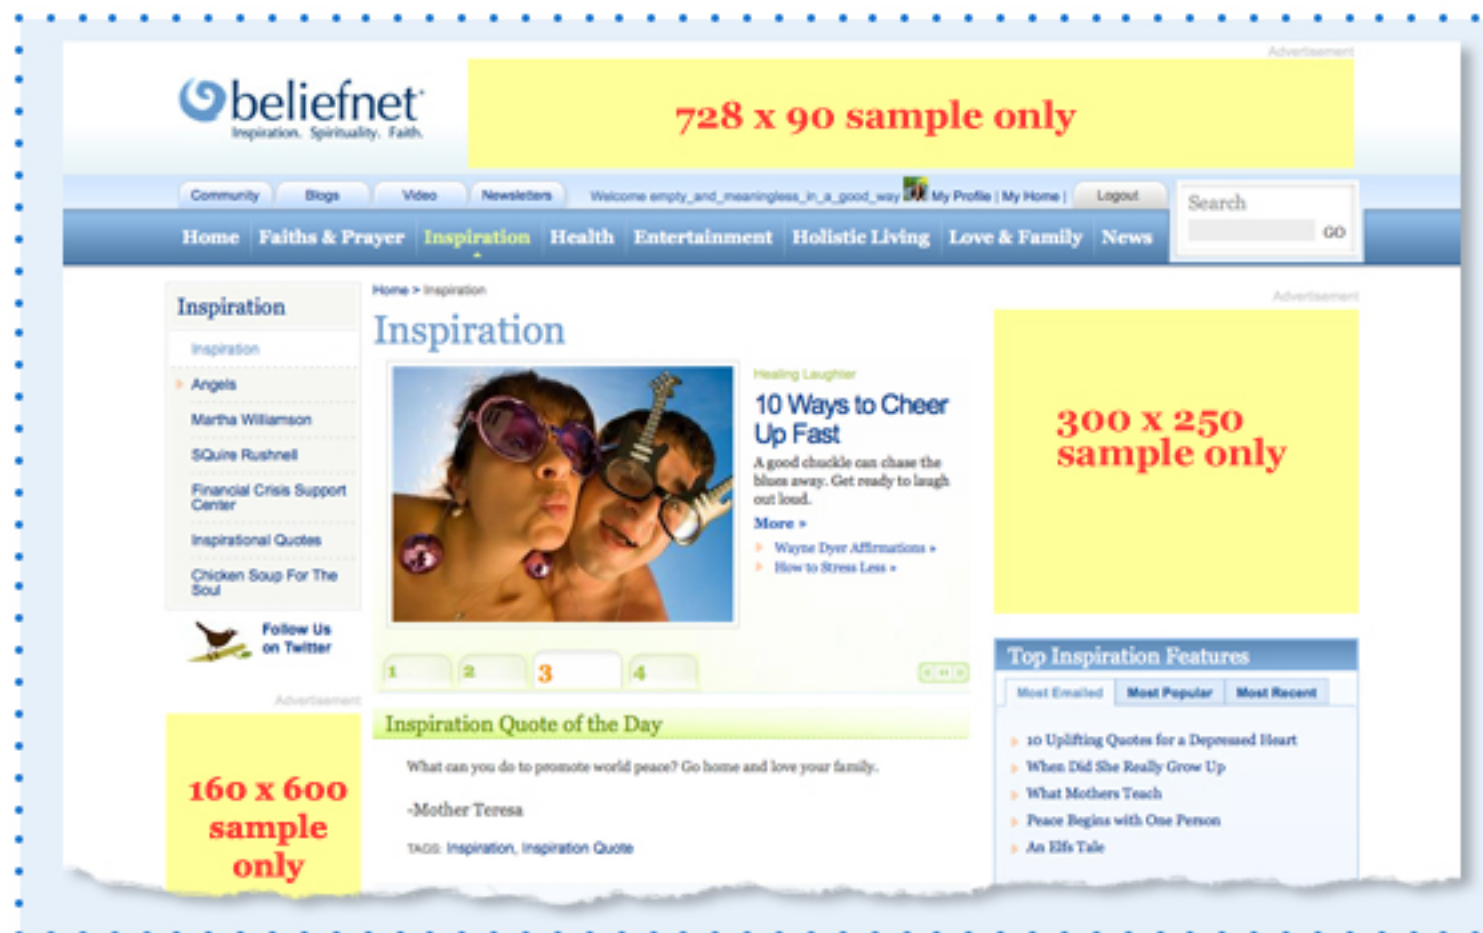 Advertisement
beliefnet
Inspiration. Spirituality. Faith.
728 x 90 sample only
Community Blogs Video Newsletters Welcome empty_and_meaningless_in_a_good_way My Profile | My Home | Logout
Search
GO
Home Faiths & Prayer Inspiration Health Entertainment Holistic Living Love & Family News
Inspiration
Inspiration
Angels
Martha Williamson
SQuire Rushnell
Financial Crisis Support
Center
Inspirational Quotes
Chicken Soup For The
Soul
Follow Us
on Twitter
Advertisement
160 x 600
sample
only
Home > Inspiration
Inspiration
Healing Laughter
10 Ways to Cheer
Up Fast
A good chuckle can chase the
blues away. Get ready to laugh
out loud.
More »
Wayne Dyer Affirmations »
How to Stress Less »
1 2 3 4
Inspiration Quote of the Day
What can you do to promote world peace? Go home and love your family.
-Mother Teresa
TAGS: Inspiration, Inspiration Quote
Advertisement
300 x 250
sample only
Top Inspiration Features
Most Emailed Most Popular Most Recent
10 Uplifting Quotes for a Depressed Heart
When Did She Really Grow Up
What Mothers Teach
Peace Begins with One Person
An Elfs Tale